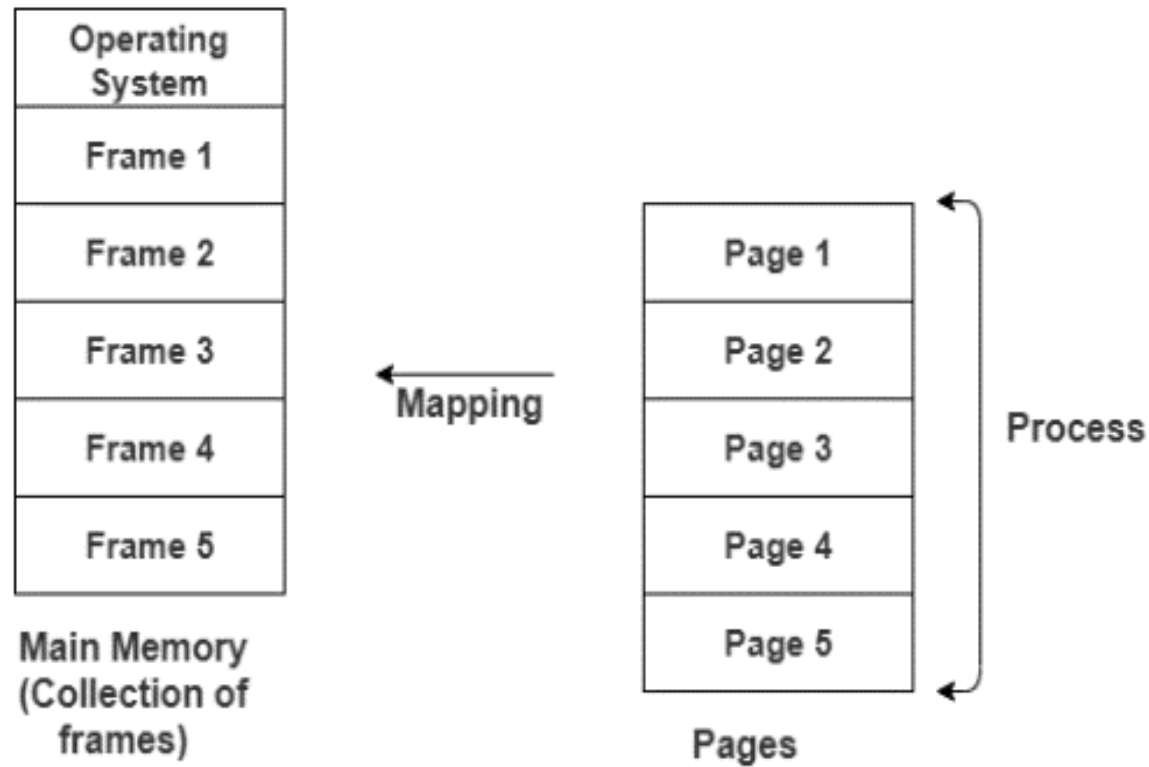 Operating
System
Frame 1
Frame 2
Frame 3
Frame 4
Frame 5
Main Memory
(Collection of
frames)
Mapping
Page 1
Page 2
Page 3
Page 4
Page 5
Pages
Process